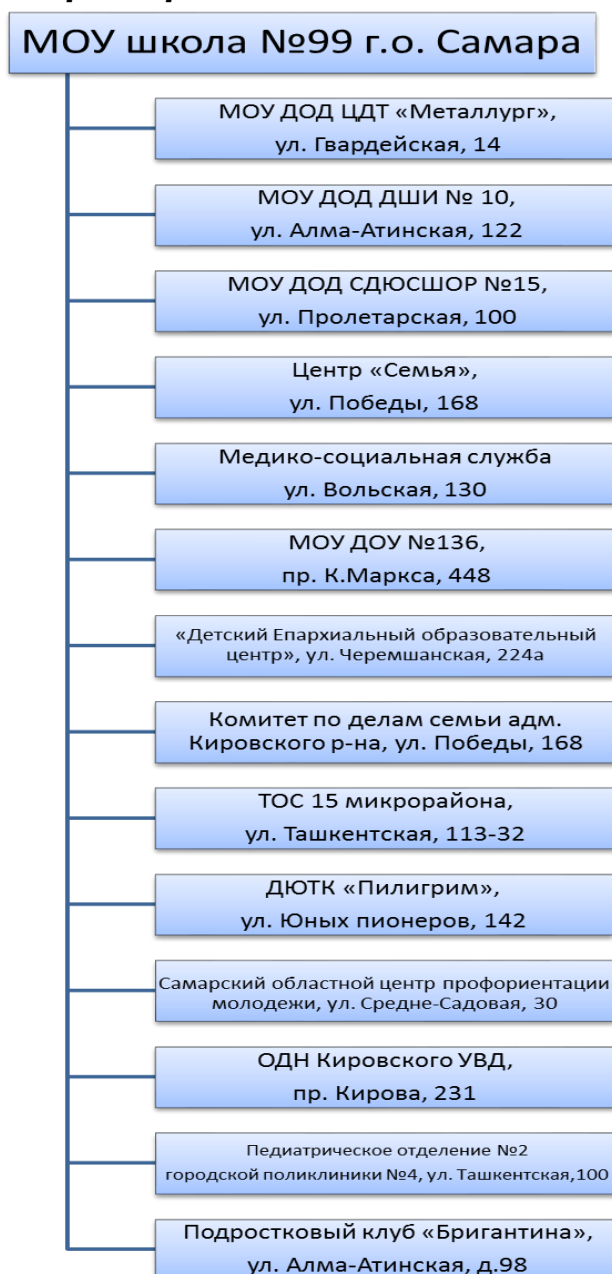 МОУ школа №99 г.о. Самара
МОУ ДОД ЦДТ «Металлург»,
ул. Гвардейская, 14
МОУ ДОД ДШИ № 10,
ул. Алма-Атинская, 122
МОУ ДОД СДЮСШОР №15,
ул. Пролетарская, 100
Центр «Семья»,
ул. Победы, 168
Медико-социальная служба
ул. Вольская, 130
МОУ ДОУ №136,
пр. К.Маркса, 448
«Детский Епархиальный образовательный
центр», ул. Черемшанская, 224а
Комитет по делам семьи адм.
Кировского р-на, ул. Победы, 168
ТОС 15 микрорайона,
ул. Ташкентская, 113-32
ДЮТК «Пилигрим»,
ул. Юных пионеров, 142
Самарский областной центр профориентации
молодежи, ул. Средне-Садовая, 30
ОДН Кировского УВД,
пр. Кирова, 231
Педиатрическое отделение №2
городской поликлиники №4, ул. Ташкентская,100
Подростковый клуб «Бригантина»,
ул. Алма-Атинская, д.98